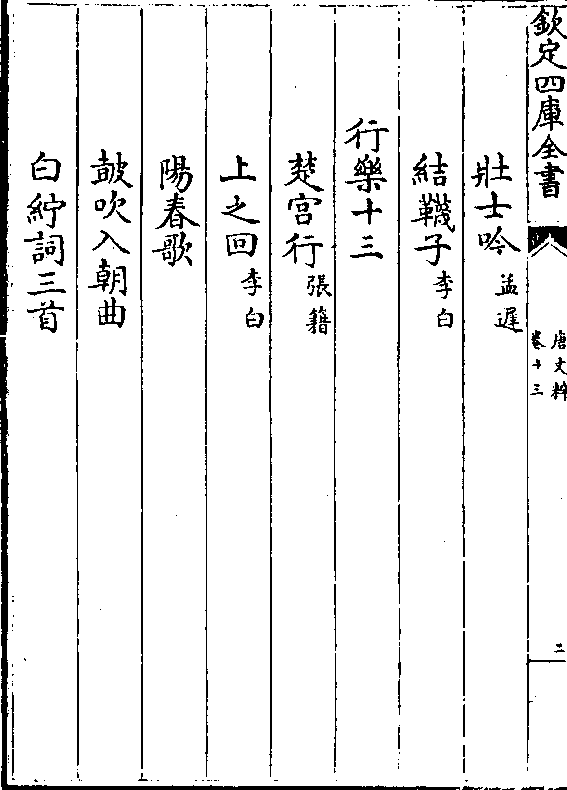 欽定四庫全書
唐文粹
卷十三
二
壯士吟孟遲
結韈子李白
行樂十三
楚宮行張籍
上之回李白
陽春歌
皷吹入朝曲
白紵詞三首